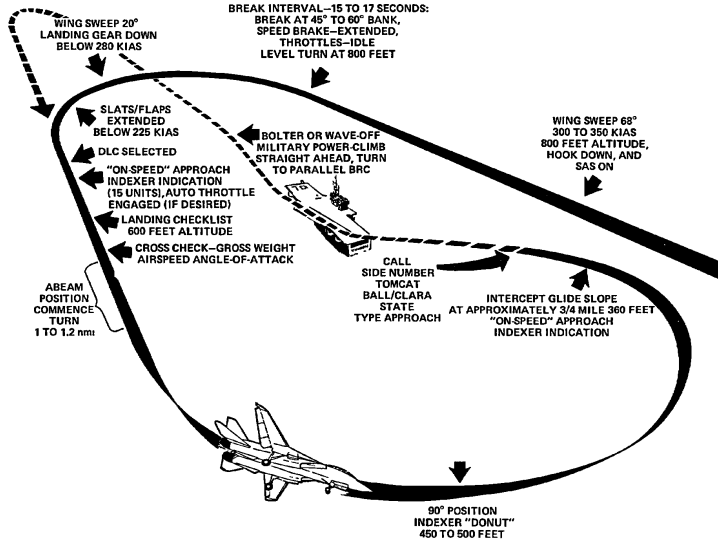 BREAK INTERVAL–15 TO 17 SECONDS:
BREAK AT 45° TO 60° BANK,
SPEED BRAKE–EXTENDED,
THROTTLES–IDLE
LEVEL TURN AT 800 FEET
WING SWEEP 20°
LANDING GEAR DOWN
BELOW 280 KIAS
SLATS/FLAPS
EXTENDED
BELOW 225 KIAS
DLC SELECTED
"ON-SPEED" APPROACH
INDEXER INDICATION
(15 UNITS),AUTO THROTTLE
ENGAGED (IF DESIRED)
LANDING CHECKLIST
600 FEET ALTITUDE
CROSS CHECK–GROSS WEIGHT
AIRSPEED ANGLE-OF-ATTACK
BOLTER OR WAVE-OFF
MILITARY POWER-CLIMB
STRAIGHT AHEAD, TURN
TO PARALLEL BRC
WING SWEEP 68°
300 TO 350 KIAS
800 FEET ALTITUDE,
HOOK DOWN, AND
SAS ON
ABEAM
POSITION
COMMENCE
TURN
1 TO 1.2 nmi
CALL
SIDE NUMBER
TOMCAT
BALL/CLARA
STATE
TYPE APPROACH
INTERCEPT GLIDE SLOPE
AT APPROXIMATELY 3/4 MILE 360 FEET
"ON-SPEED" APPROACH
INDEXER INDICATION
90° POSITION
INDEXER "DONUT"
450 TO 500 FEET